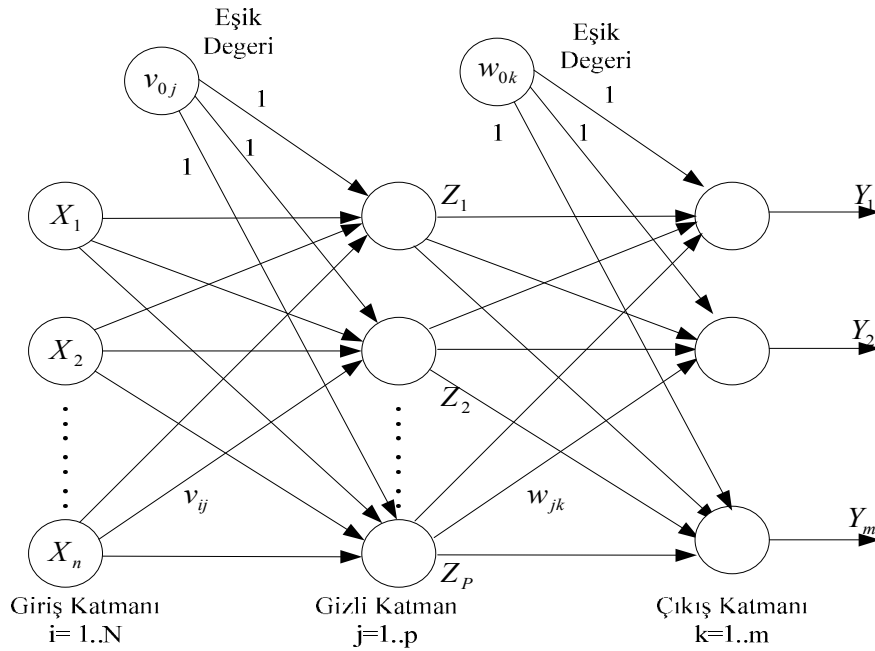 Eşik
Degeri
v0j
1
1
1
Eşik
Degeri
w0k
1
1
1
X1
Z1
Y1
X2
Z2
Y2
vij
wjk
Xn
ZP
Ym
Giriş Katmanı
i= 1..N
Gizli Katman
j=1..p
Çıkış Katmanı
k=1..m